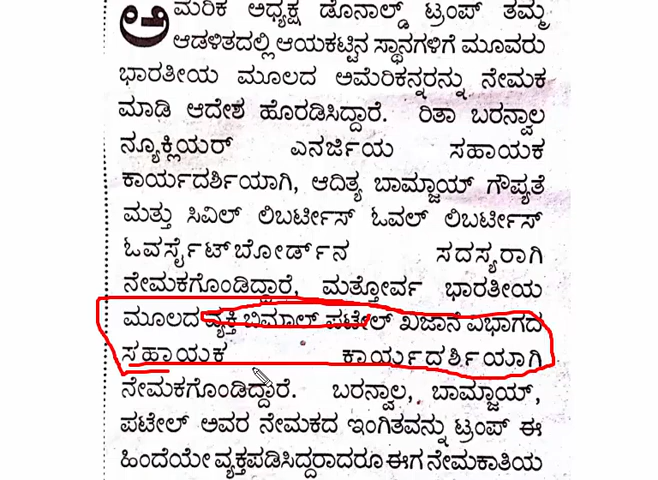 ಅಮೆರಿಕ ಅಧ್ಯಕ್ಷ ಡೊನಾಲ್ಡ್ ಟ್ರಂಪ್ ತಮ್ಮ
ಆಡಳಿತದಲ್ಲಿ ಆಯಕಟ್ಟಿನ ಸ್ಥಾನಗಳಿಗೆ ಮೂವರು
ಭಾರತೀಯ ಮೂಲದ ಅಮೆರಿಕನ್ನರನ್ನು ನೇಮಕ
ಮಾಡಿ ಆದೇಶ ಹೊರಡಿಸಿದ್ದಾರೆ. ರಿತಾ ಬರನ್ವಾಲ
ನ್ಯೂಕ್ಲಿಯರ್ ಎನರ್ಜಿಯ ಸಹಾಯಕ
ಕಾರ್ಯದರ್ಶಿಯಾಗಿ, ಆದಿತ್ಯ ಬಾಮ್ಜಾಯ್ ಗೌಪ್ಯತೆ
ಮತ್ತು ಸಿವಿಲ್ ಲಿಬರ್ಟೀಸ್ ಓವಲ್ ಲಿಬರ್ಟೀಸ್
ಓವರ್ಸೈಟ್‌ಬೋರ್ಡ್‌ನ ಸದಸ್ಯರಾಗಿ
ನೇಮಕಗೊಂಡಿದ್ದಾರೆ, ಮತ್ತೋರ್ವ ಭಾರತೀಯ
ಮೂಲದ ವ್ಯಕ್ತಿ ಬಿಮಾಲ್ ಪಟೇಲ್ ಖಜಾನೆ ವಿಭಾಗದ
ಸಹಾಯಕ ಕಾರ್ಯದರ್ಶಿಯಾಗಿ
ನೇಮಕಗೊಂಡಿದ್ದಾರೆ. ಬರನ್ವಾಲ, ಬಾಮ್ಜಾಯ್,
ಪಟೇಲ್ ಅವರ ನೇಮಕದ ಇಂಗಿತವನ್ನು ಟ್ರಂಪ್ ಈ
ಹಿಂದೆಯೇ ವ್ಯಕ್ತಪಡಿಸಿದ್ದರಾದರೂ ಈಗ ನೇಮಕಾತಿಯ